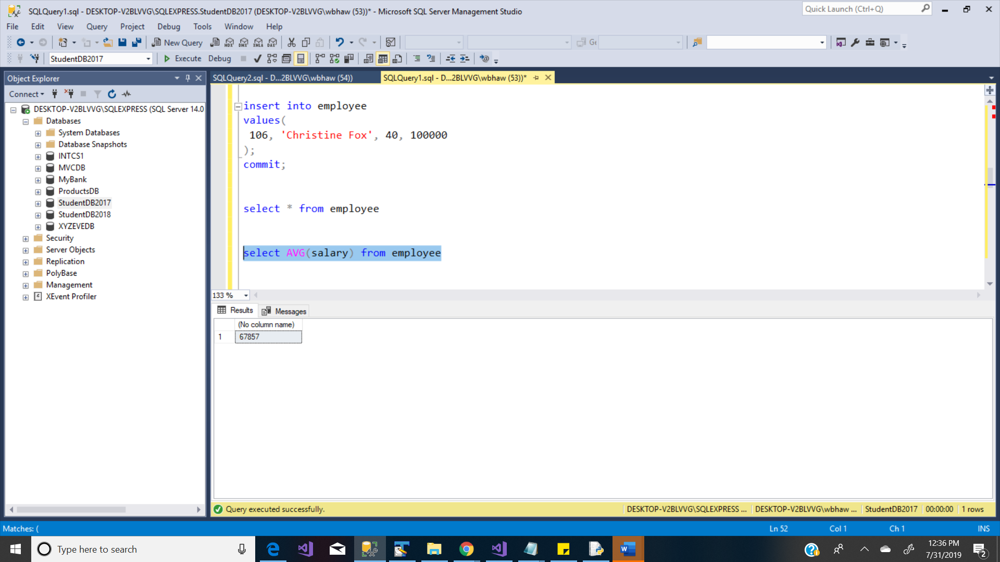 SQLQuery1.sql - DESKTOP-V2BLVVG\SQLEXPRESS.StudentDB2017 (DESKTOP-V2BLVVG\wbhaw (53))* - Microsoft SQL Server Management Studio
Quick Launch (Ctrl+Q)
File Edit View Query Project Debug Tools Window Help
New Query MDX DMX XMLA DAX
StudentDB2017 Execute Debug
Object Explorer
SQLQuery2.sql - D...2BLVVG\wbhaw (54)) SQLQuery1.sql - D...2BLVVG\wbhaw (53))*
Connect
DESKTOP-V2BLVVG\SQLEXPRESS (SQL Server 14.0
Databases
System Databases
Database Snapshots
INTCS1
MVCDB
MyBank
ProductsDB
StudentDB2017
StudentDB2018
XYZEVEDB
Security
Server Objects
Replication
PolyBase
Management
XEvent Profiler
insert into employee
values(
106, 'Christine Fox', 40, 100000
);
commit;
select * from employee
select AVG(salary) from employee
133 %
Results Messages
(No column name)
1 67857
Query executed successfully. DESKTOP-V2BLVVG\SQLEXPRESS ... DESKTOP-V2BLVVG\wbhaw ... StudentDB2017 00:00:00 1 rows
Matches: ( Ln 52 Col 1 Ch 1 INS
Type here to search
12:36 PM
7/31/2019
2